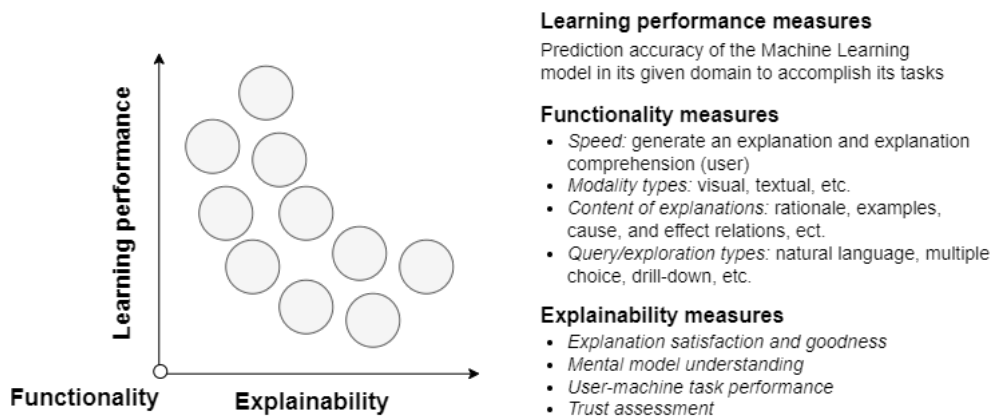 Learning performance
Functionality
Explainability
Learning performance measures
Prediction accuracy of the Machine Learning
model in its given domain to accomplish its tasks
Functionality measures
• Speed: generate an explanation and explanation
comprehension (user)
• Modality types: visual, textual, etc.
• Content of explanations: rationale, examples,
cause, and effect relations, ect.
• Query/exploration types: natural language, multiple
choice, drill-down, etc.
Explainability measures
• Explanation satisfaction and goodness
• Mental model understanding
• User-machine task performance
• Trust assessment